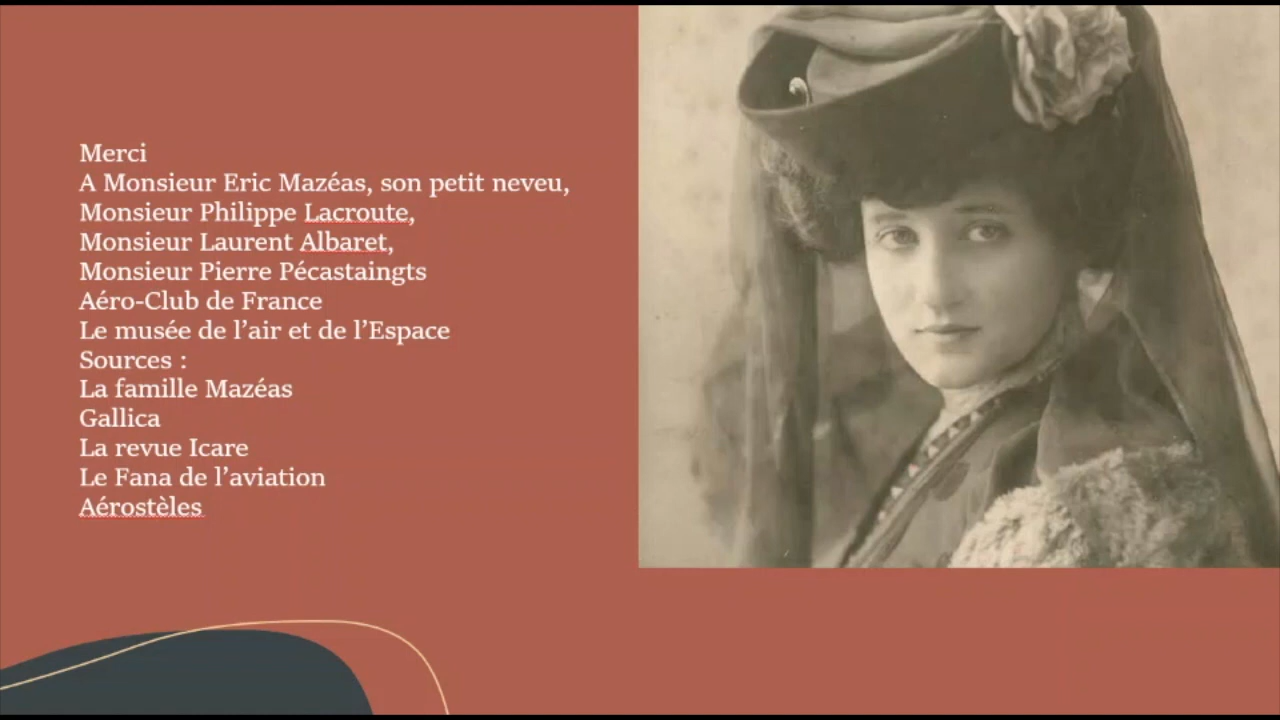 Merci
A Monsieur Eric Mazéas, son petit neveu,
Monsieur Philippe Lacroute,
Monsieur Laurent Albaret,
Monsieur Pierre Pécastaingts
Aéro-Club de France
Le musée de l’air et de l’Espace
Sources :
La famille Mazéas
Gallica
La revue Icare
Le Fana de l’aviation
Aérostèles